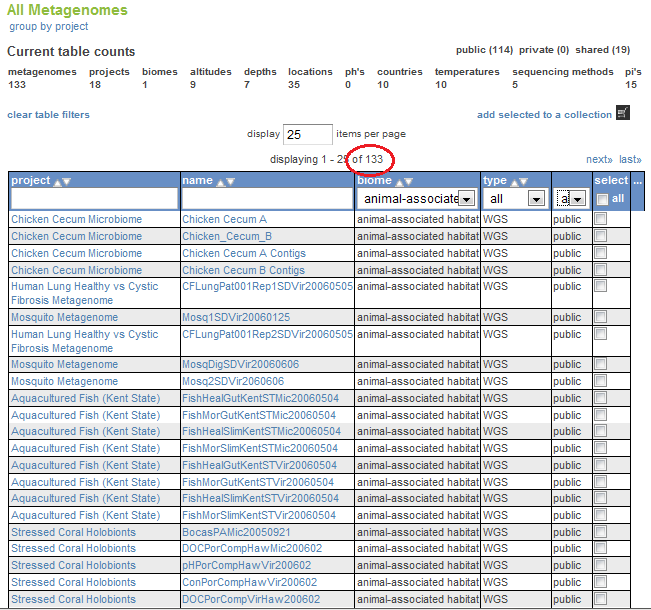 All Metagenomes
group by project
Current table counts
public (114) private (0) shared (19)
metagenomes projects biomes altitudes depths locations ph's countries temperatures sequencing methods pi's
133 18 1 9 7 35 0 10 10 5 15
clear table filters
add selected to a collection
display 25 items per page
displaying 1 - 25 of 133
next» last»
project name biome type select ...
animal-associate all a all
Chicken Cecum Microbiome Chicken Cecum A animal-associated habitat WGS public
Chicken Cecum Microbiome Chicken_Cecum_B animal-associated habitat WGS public
Chicken Cecum Microbiome Chicken Cecum A Contigs animal-associated habitat WGS public
Chicken Cecum Microbiome Chicken Cecum B Contigs animal-associated habitat WGS public
Human Lung Healthy vs Cystic CFLungPat001Rep1SDVir20060505 animal-associated habitat WGS public
Fibrosis Metagenome
Mosquito Metagenome Mosq1SDVir20060125 animal-associated habitat WGS public
Human Lung Healthy vs Cystic CFLungPat001Rep2SDVir20060505 animal-associated habitat WGS public
Fibrosis Metagenome
Mosquito Metagenome MosqDigSDVir20060606 animal-associated habitat WGS public
Mosquito Metagenome Mosq2SDVir2060606 animal-associated habitat WGS public
Aquacultured Fish (Kent State) FishHealGutKentSTMic20060504 animal-associated habitat WGS public
Aquacultured Fish (Kent State) FishMorGutKentSTMic20060504 animal-associated habitat WGS public
Aquacultured Fish (Kent State) FishHealSlimKentSTMic20060504 animal-associated habitat WGS public
Aquacultured Fish (Kent State) FishMorSlimKentSTMic20060504 animal-associated habitat WGS public
Aquacultured Fish (Kent State) FishHealGutKentSTVir20060504 animal-associated habitat WGS public
Aquacultured Fish (Kent State) FishMorGutKentSTVir20060504 animal-associated habitat WGS public
Aquacultured Fish (Kent State) FishHealSlimKentSTVir20060504 animal-associated habitat WGS public
Aquacultured Fish (Kent State) FishMorSlimKentSTVir20060504 animal-associated habitat WGS public
Stressed Coral Holobionts BocasPAMic20050921 animal-associated habitat WGS public
Stressed Coral Holobionts DOCPorCompHawMic200602 animal-associated habitat WGS public
Stressed Coral Holobionts pHPorCompHawVir200602 animal-associated habitat WGS public
Stressed Coral Holobionts ConPorCompHawVir200602 animal-associated habitat WGS public
Stressed Coral Holobionts DOCPorCompVirHaw200602 animal-associated habitat WGS public